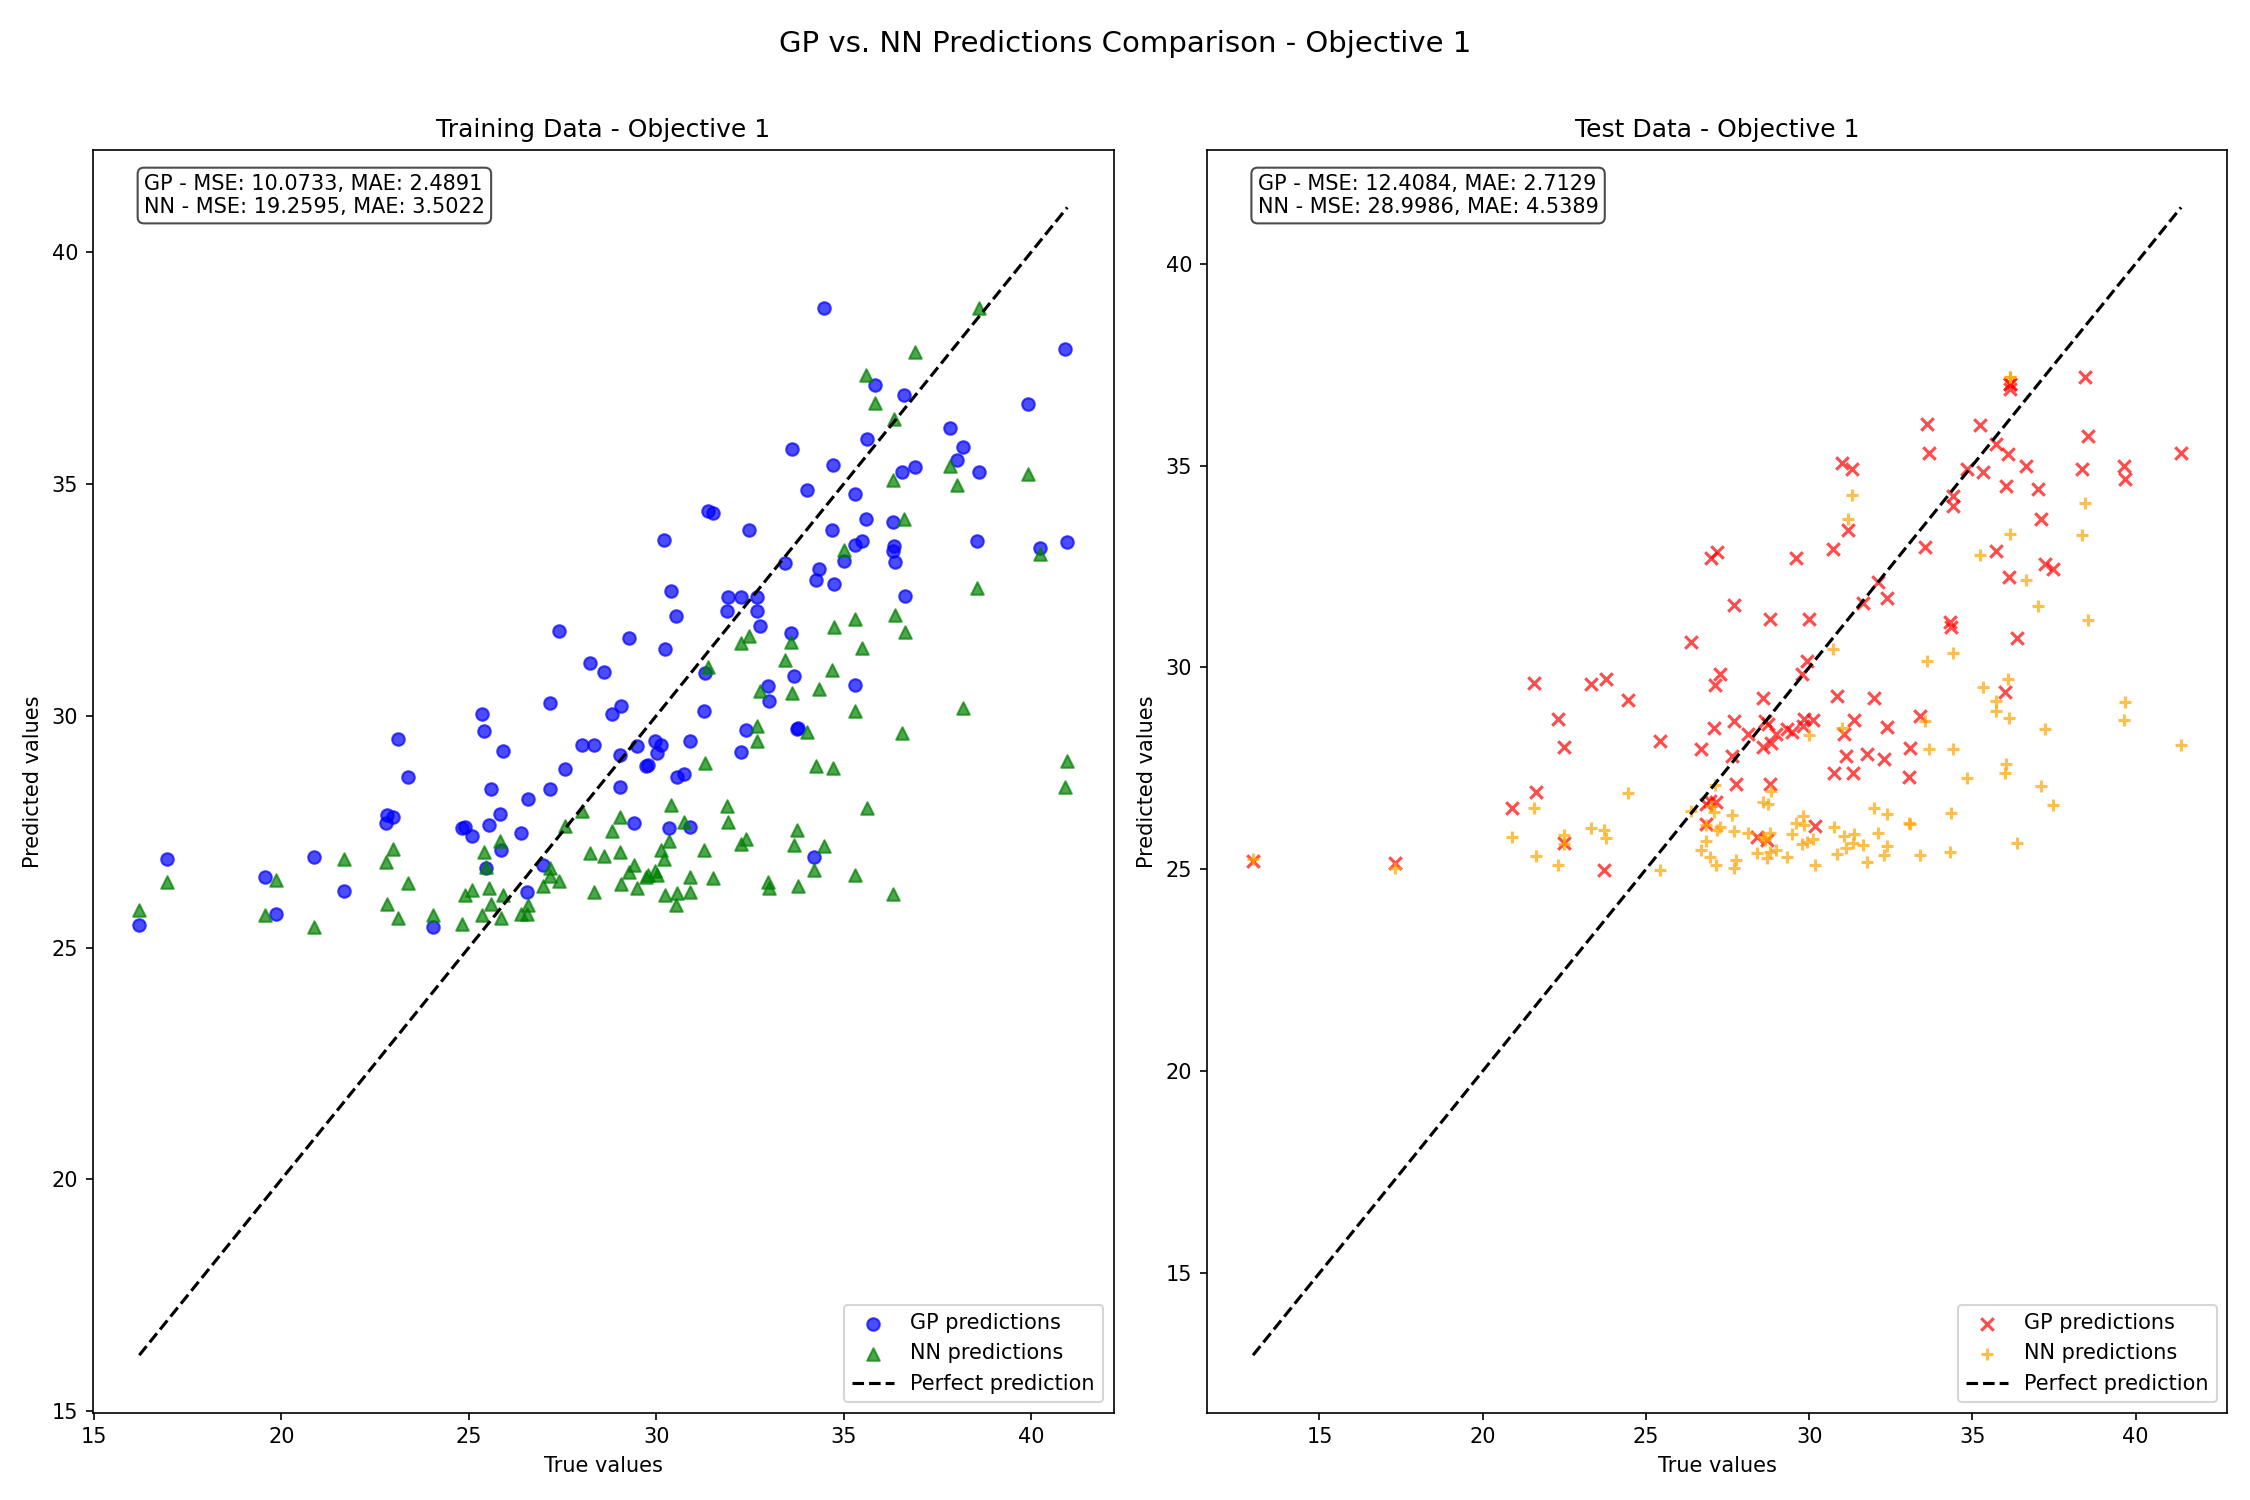 GP vs. NN Predictions Comparison - Objective 1
Training Data - Objective 1
GP - MSE: 10.0733, MAE: 2.4891
NN - MSE: 19.2595, MAE: 3.5022
40
35
30
25
20
15
Predicted values
15 20 25 30 35 40
True values
GP predictions
NN predictions
Perfect prediction
Test Data - Objective 1
GP - MSE: 12.4084, MAE: 2.7129
NN - MSE: 28.9986, MAE: 4.5389
40
35
30
25
20
15
Predicted values
15 20 25 30 35 40
True values
GP predictions
NN predictions
Perfect prediction